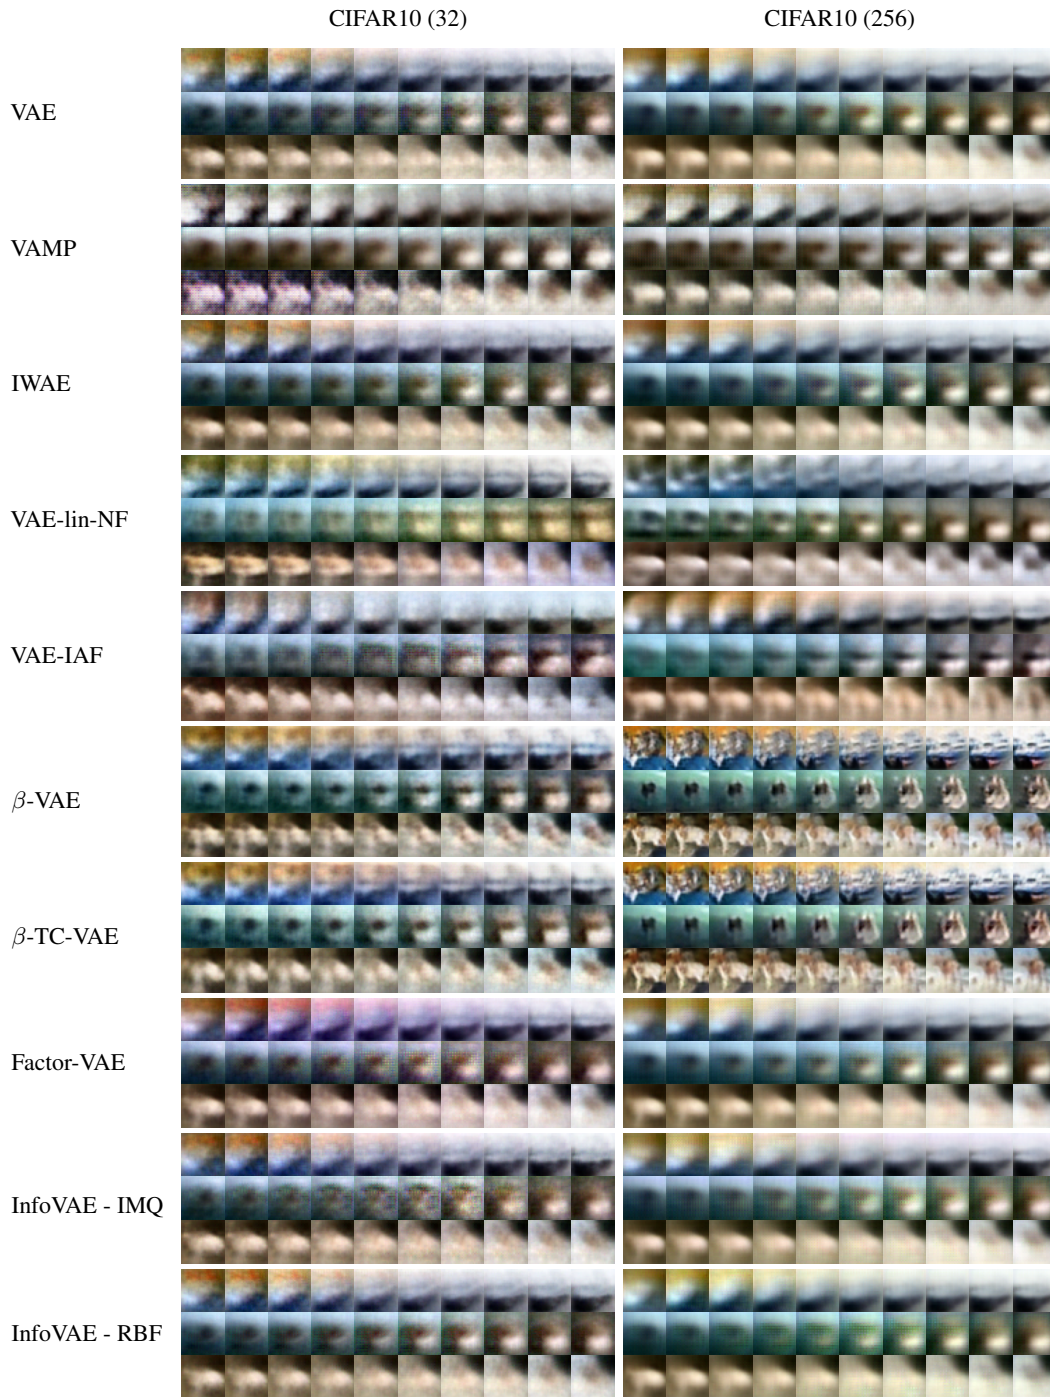 CIFAR10 (32) CIFAR10 (256)
VAE
VAMP
IWAE
VAE-lin-NF
VAE-IAF
β-VAE
β-TC-VAE
Factor-VAE
InfoVAE - IMQ
InfoVAE - RBF